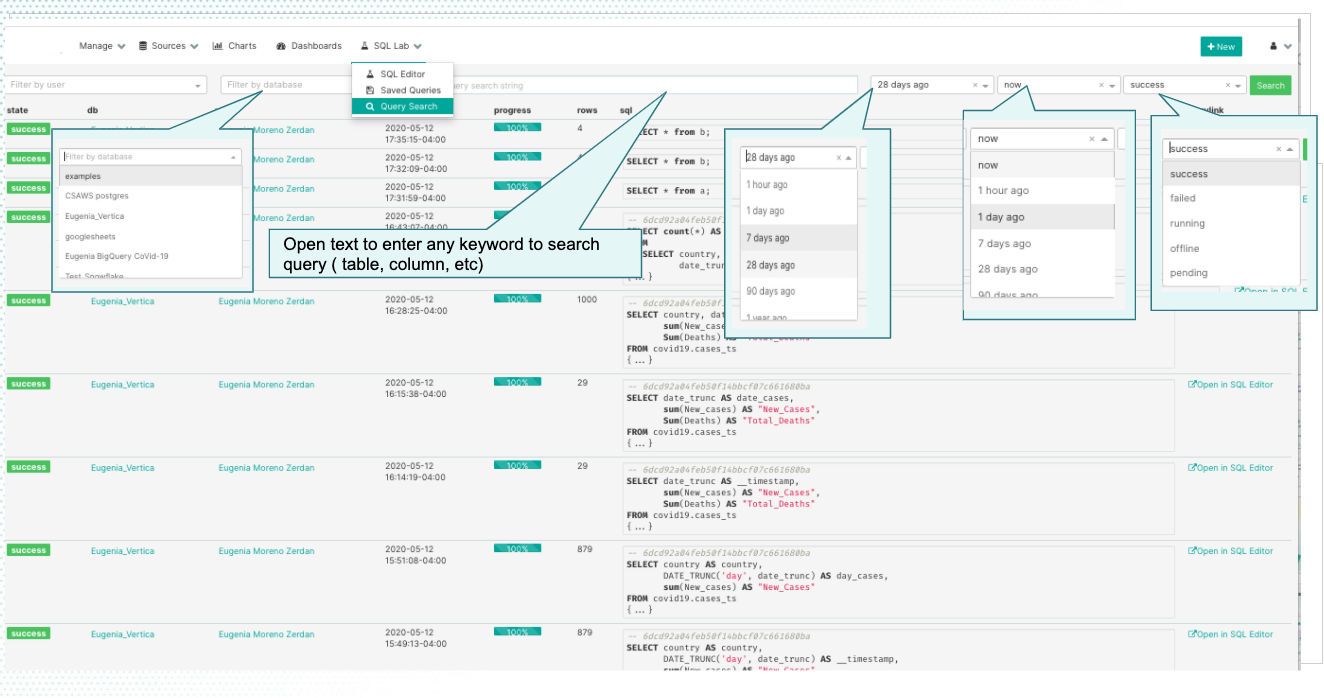 Manage Sources Charts Dashboards SQL Lab + New
SQL Editor
Saved Queries
Query Search
Filter by user Filter by database query search string 28 days ago × now × success × Search
state db progress rows sql
success Moreno Zerdan 2020-05-12 100% 4
17:35:15-04:00 SELECT * from b;
success Moreno Zerdan 2020-05-12 100%
17:32:09-04:00 SELECT * from b;
success Moreno Zerdan 2020-05-12 100%
17:31:59-04:00 SELECT * from a;
success Moreno Zerdan 2020-05-12
16:43:07-04:00
-- 6dcd92a04feb50f1
SELECT count(*) AS
SELECT country,
date_trun
{ … }
Filter by database
examples
CSAWS postgres
Eugenia_Vertica
googlesheets
Eugenia BigQuery CoVid-19
Test Snowflake
Open text to enter any keyword to search
query ( table, column, etc)
28 days ago ×
1 hour ago
1 day ago
7 days ago
28 days ago
90 days ago
1 year ago
now ×
now
1 hour ago
1 day ago
7 days ago
28 days ago
90 days ago
success ×
success
failed
running
offline
pending
Open in SQL E
success Eugenia_Vertica Eugenia Moreno Zerdan 2020-05-12 100% 1000
16:28:25-04:00
-- 6dcd92a04feb50f1
SELECT country, dat
sum(New_case
Sum(Deaths) AS "Total_Deaths"
FROM covid19.cases_ts
{ … }
success Eugenia_Vertica Eugenia Moreno Zerdan 2020-05-12 100% 29 Open in SQL Editor
16:15:38-04:00
-- 6dcd92a04feb50f14bbcf07c661680ba
SELECT date_trunc AS date_cases,
sum(New_cases) AS "New_Cases",
Sum(Deaths) AS "Total_Deaths"
FROM covid19.cases_ts
{ … }
success Eugenia_Vertica Eugenia Moreno Zerdan 2020-05-12 100% 29 Open in SQL Editor
16:14:19-04:00
-- 6dcd92a04feb50f14bbcf07c661680ba
SELECT date_trunc AS __timestamp,
sum(New_cases) AS "New_Cases",
Sum(Deaths) AS "Total_Deaths"
FROM covid19.cases_ts
{ … }
success Eugenia_Vertica Eugenia Moreno Zerdan 2020-05-12 100% 879 Open in SQL Editor
15:51:08-04:00
-- 6dcd92a04feb50f14bbcf07c661680ba
SELECT country AS country,
DATE_TRUNC('day', date_trunc) AS day_cases,
sum(New_cases) AS "New_Cases"
FROM covid19.cases_ts
{ … }
success Eugenia_Vertica Eugenia Moreno Zerdan 2020-05-12 100% 879 Open in SQL Editor
15:49:13-04:00
-- 6dcd92a04feb50f14bbcf07c661680ba
SELECT country AS country,
DATE_TRUNC('day', date_trunc) AS __timestamp,
sum(New_cases) AS "New_Cases"